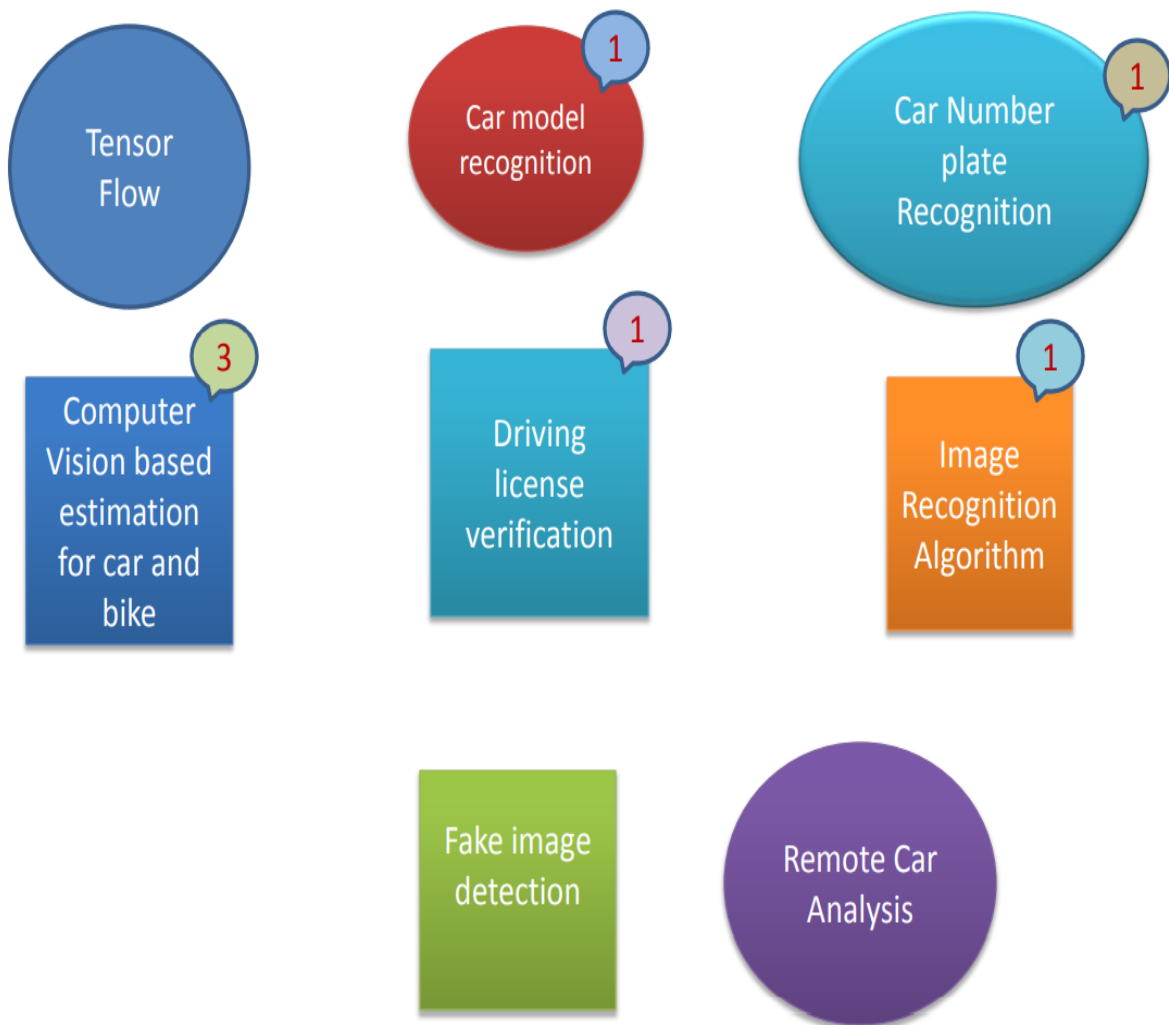 Tensor
Flow
1
Car model
recognition
1
Car Number
plate
Recognition
3
Computer
Vision based
estimation
for car and
bike
1
Driving
license
verification
1
Image
Recognition
Algorithm
Fake image
detection
Remote Car
Analysis